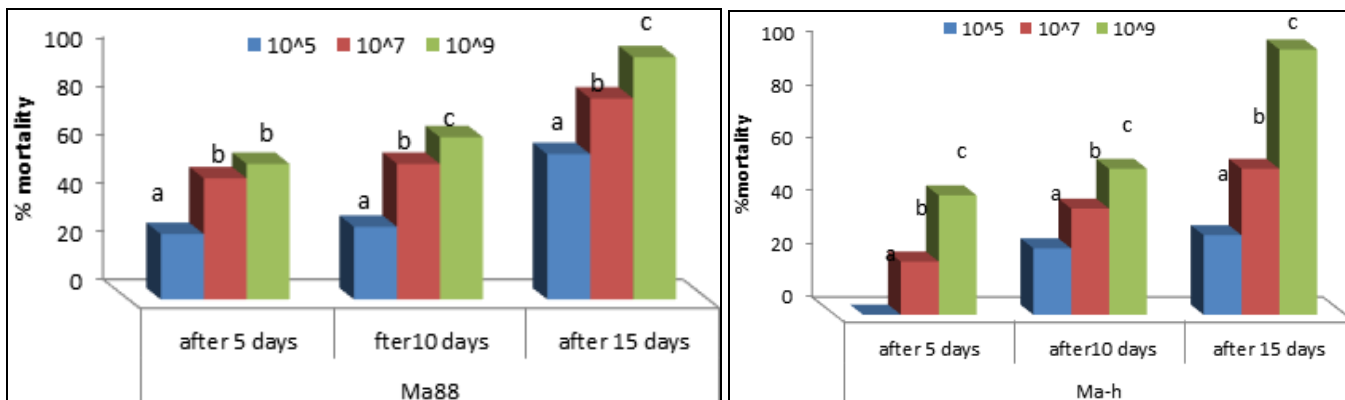 100
80
60
40
20
0
% mortality
10^5 10^7 10^9
a b b a b c a b c
after 5 days fter10 days after 15 days
Ma88
100
80
60
40
20
0
%mortality
10^5 10^7 10^9
a b c a b c a b c
after 5 days after10 days after 15 days
Ma-h